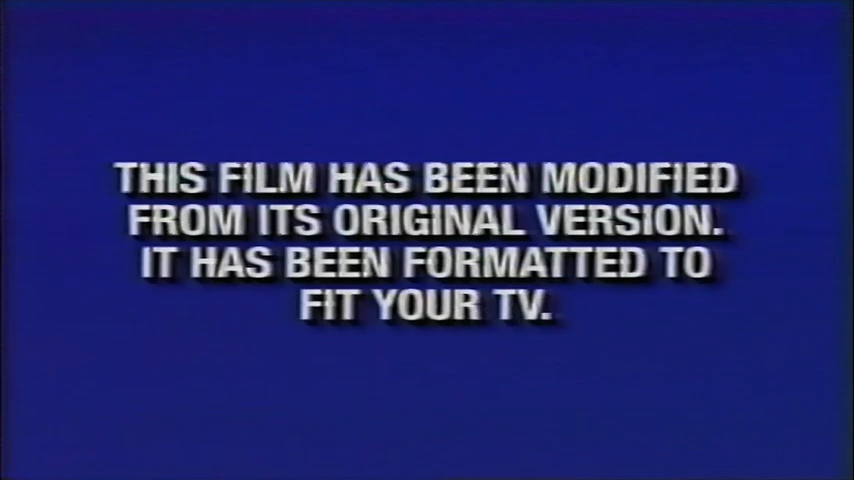 THIS FILM HAS BEEN MODIFIED
FROM ITS ORIGINAL VERSION.
IT HAS BEEN FORMATTED TO
FIT YOUR TV.